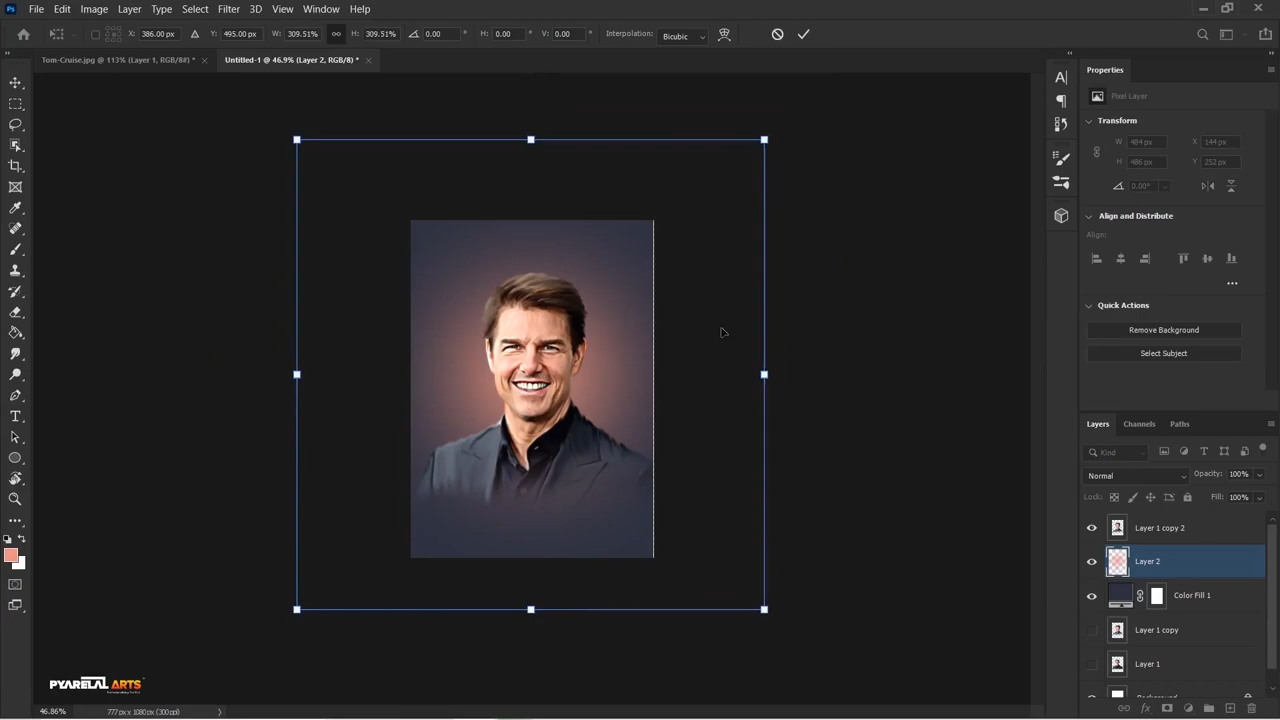 Ps File Edit Image Layer Type Select Filter 3D View Window Help
X: 386.00 px Y: 495.00 px W: 309.51% H: 309.51% 0.00 ° H: 0.00 ° V: 0.00 ° Interpolation: Bicubic
Tom-Cruise.jpg @ 113% (Layer 1, RGB/8#) * Untitled-1 @ 46.9% (Layer 2, RGB/8) *
Properties
Pixel Layer
Transform
W 484 px X 144 px
H 486 px Y 252 px
0.00°
Align and Distribute
Align:
Quick Actions
Remove Background
Select Subject
Layers Channels Paths
Kind
Normal Opacity: 100%
Lock: Fill: 100%
Layer 1 copy 2
Layer 2
Color Fill 1
Layer 1 copy
Layer 1
Background
PYARELAL ARTS
46.86% 777 px x 1080 px (300 ppi)